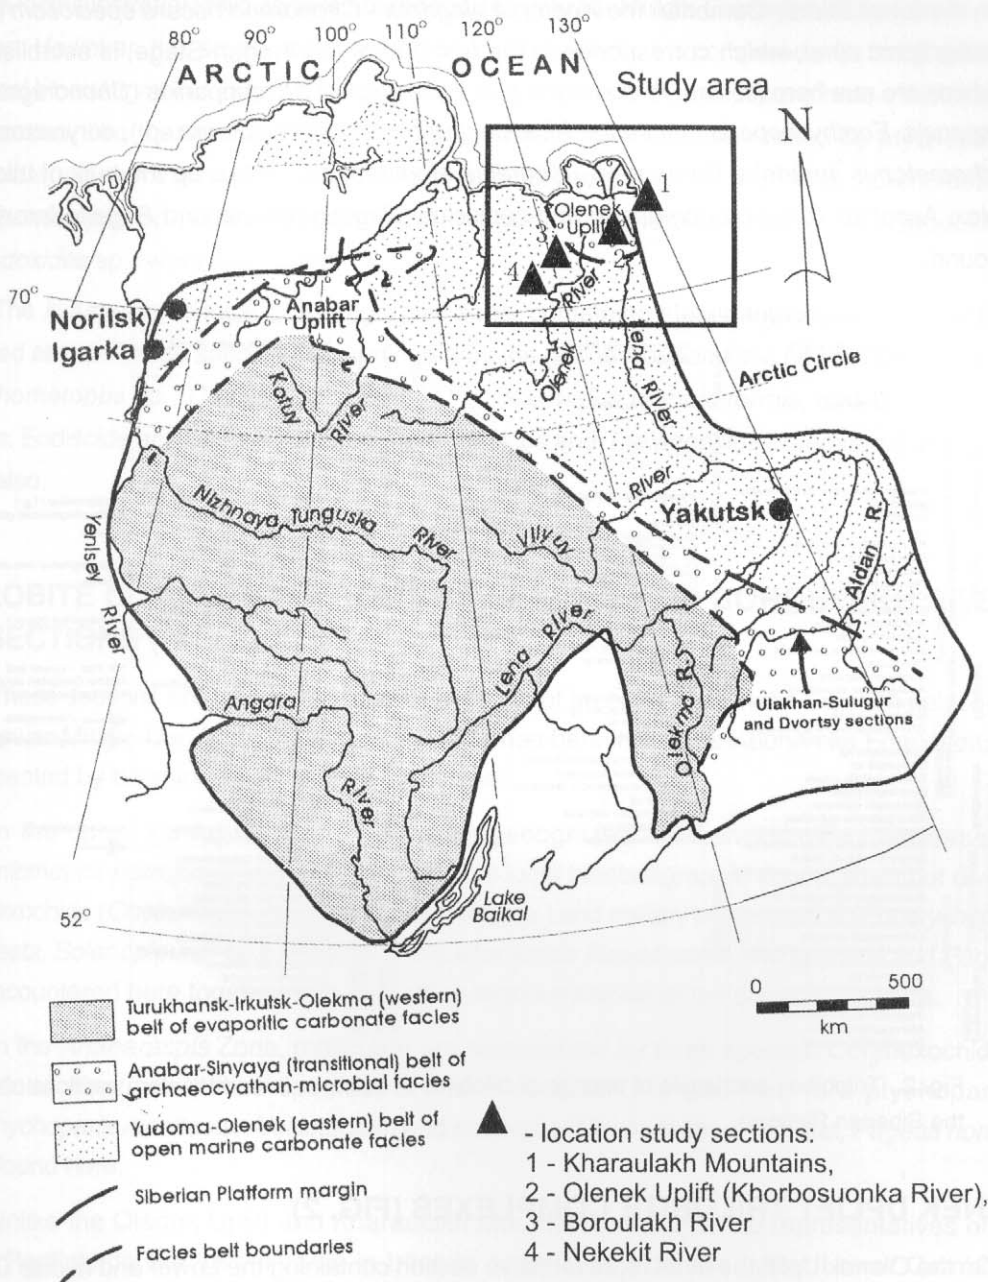 80° 90° 100° 110° 120° 130°
ARCTIC OCEAN
Study area
N
1
Olenek
Uplift
3
2
4
River
70°
Norilsk
Igarka
Anabar
Uplift
Olenek
Lena
River
Arctic Circle
Kotuy
River
River
Yakutsk
Nizhnaya Tunguska
River
Vilyuy
Aldan
R.
Yenisey
River
Lena River
Olekma R.
Ulakhan-Sulugur
and Dvortsy sections
Angara
River
Lake
Baikal
52°
0 500
km
Turukhansk-Irkutsk-Olekma (western)
belt of evaporitic carbonate facies
Anabar-Sinyaya (transitional) belt of
archaeocyathan-microbial facies
Yudoma-Olenek (eastern) belt of
open marine carbonate facies
Siberian Platform margin
Facies belt boundaries
- location study sections:
1 - Kharaulakh Mountains,
2 - Olenek Uplift (Khorbosuonka River),
3 - Boroulakh River
4 - Nekekit River